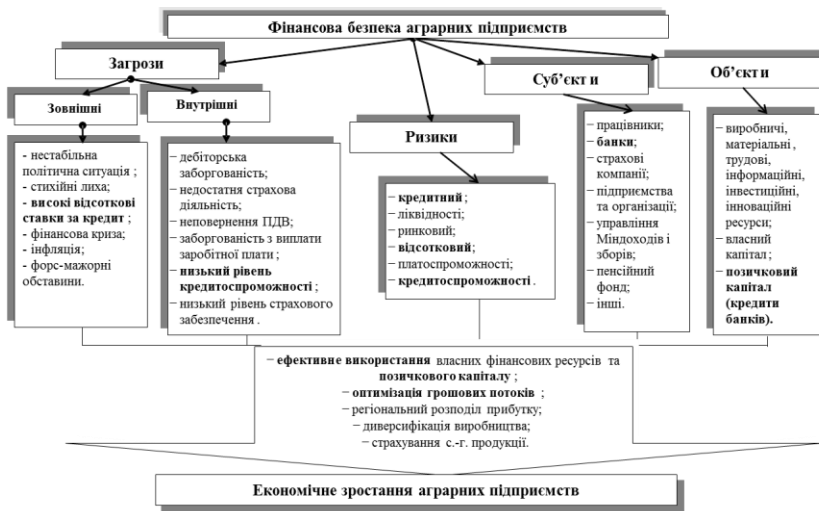 Фінансова безпека аграрних підприємств
Загрози
Зовнішні
- нестабільна
політична ситуація ;
- стихійні лиха;
- високі відсоткові
ставки за кредит ;
- фінансова криза;
- інфляція;
- форс-мажорні
обставини.
Внутрішні
– дебіторська
заборгованість;
– недостатня страхова
діяльність;
– неповернення ПДВ;
– заборгованість з виплати
заробітної плати ;
– низький рівень
кредитоспроможності ;
– низький рівень страхового
забезпечення .
Ризики
– кредитний;
– ліквідності;
– ринковий;
– відсотковий;
– платоспроможності;
– кредитоспроможності .
Суб’єкти
– працівники;
– банки;
– страхові
компанії;
– підприємства
та організації;
– управління
Міндоходів і
зборів;
– пенсійний
фонд;
– інші.
Об’єкти
– виробничі,
матеріальні ,
трудові,
інформаційні,
інвестиційні,
інноваційні
ресурси;
– власний
капітал ;
– позичковий
капітал
(кредити
банків).
– ефективне використання власних фінансових ресурсів та
позичкового капіталу ;
– оптимізація грошових потоків ;
– регіональний розподіл прибутку;
– диверсифікація виробництва;
– страхування с.-г. продукції.
Економічне зростання аграрних підприємств